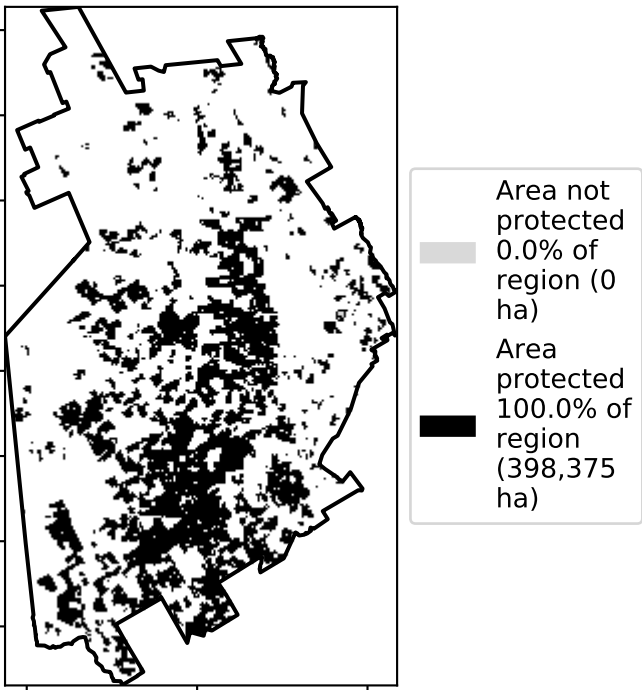 Area not
protected
0.0% of
region (0
ha)
Area
protected
100.0% of
region
(398,375
ha)